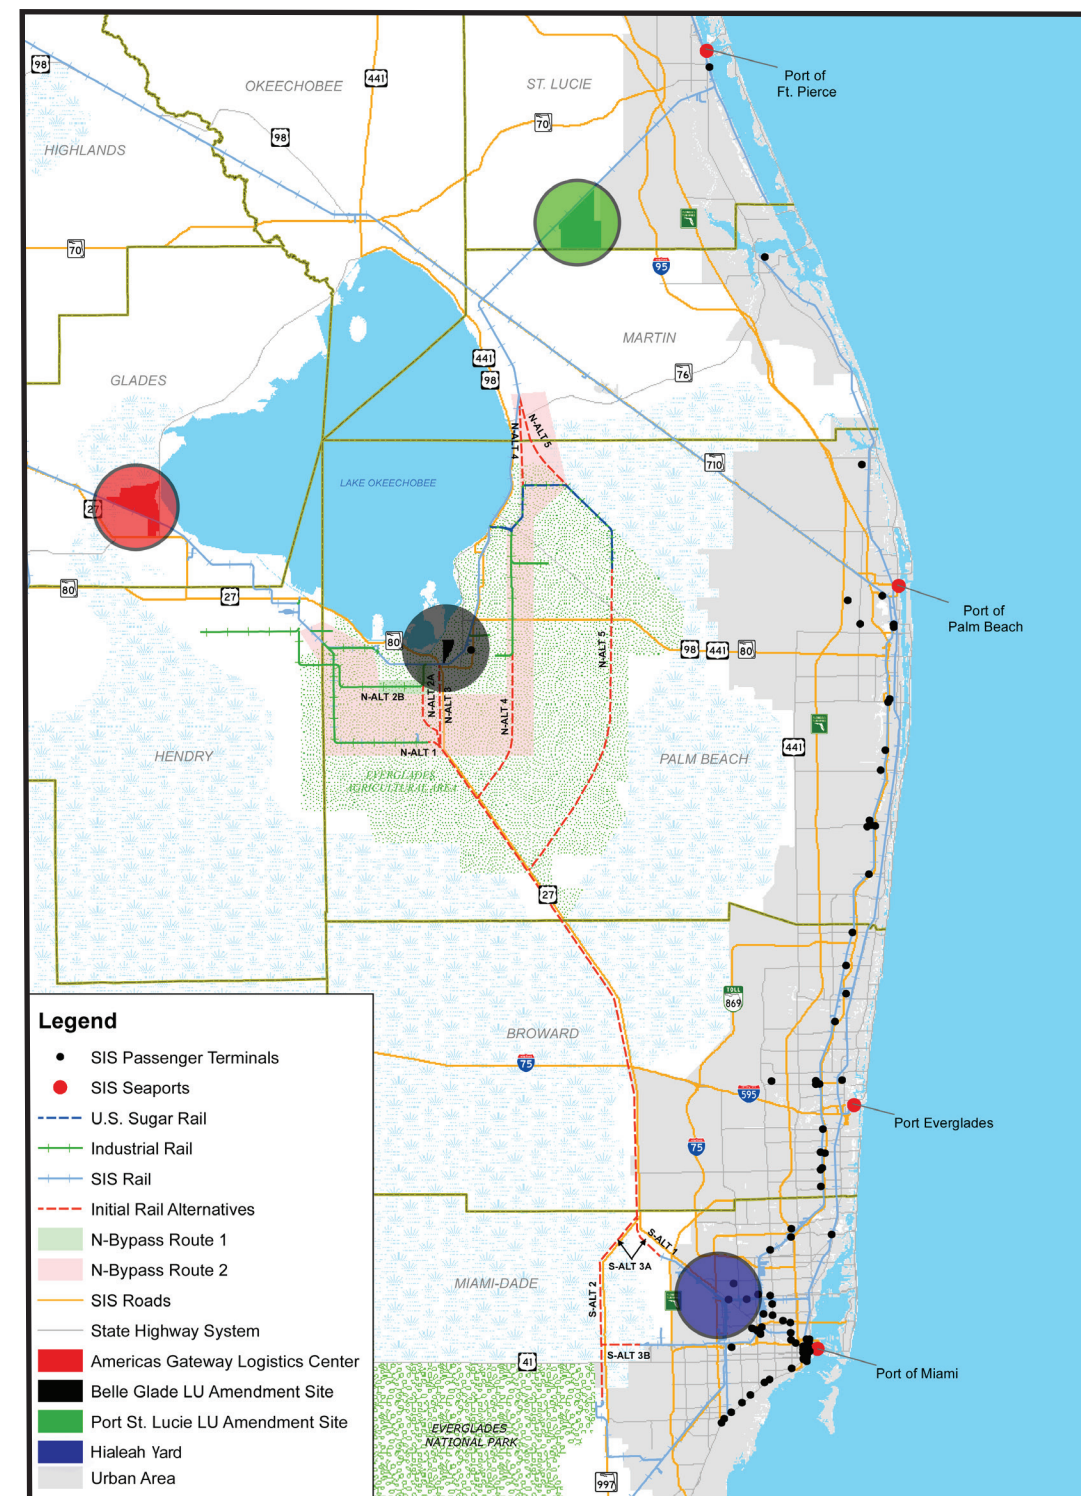 98
OKEECHOBEE
441
ST. LUCIE
Port of
Ft. Pierce
HIGHLANDS
98
70
70
95
MARTIN
441
98
76
GLADES
N-ALT 4
N-ALT 5
LAKE OKEECHOBEE
710
27
80
27
80
Port of
Palm Beach
98
441
80
N-ALT 5
N-ALT 2A
N-ALT 3
N-ALT 2B
N-ALT 4
N-ALT 1
441
HENDRY
PALM BEACH
EVERGLADES
AGRICULTURAL AREA
27
TOLL
869
BROWARD
75
595
Port Everglades
75
S-ALT 1
S-ALT 3A
S-ALT 2
MIAMI-DADE
S-ALT 3B
41
Port of Miami
EVERGLADES
NATIONAL PARK
997
Legend
SIS Passenger Terminals
SIS Seaports
U.S. Sugar Rail
Industrial Rail
SIS Rail
Initial Rail Alternatives
N-Bypass Route 1
N-Bypass Route 2
SIS Roads
State Highway System
Americas Gateway Logistics Center
Belle Glade LU Amendment Site
Port St. Lucie LU Amendment Site
Hialeah Yard
Urban Area